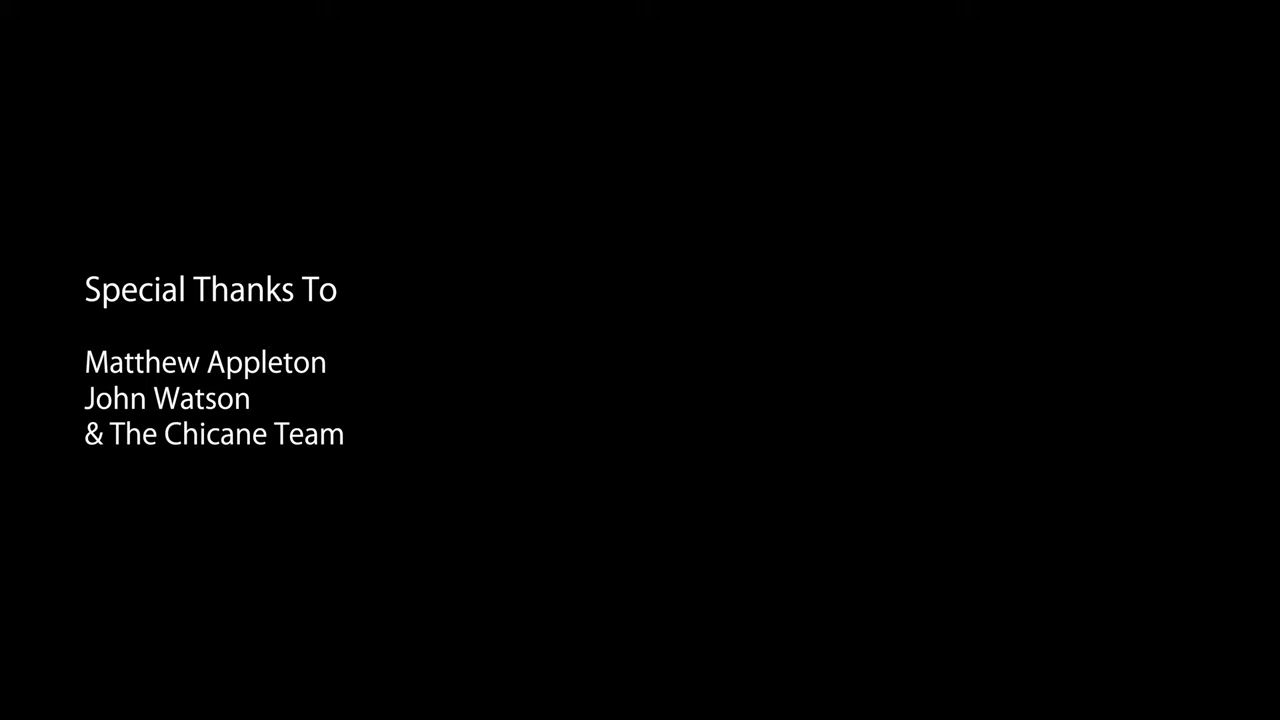 Special Thanks To
Matthew Appleton
John Watson
& The Chicane Team